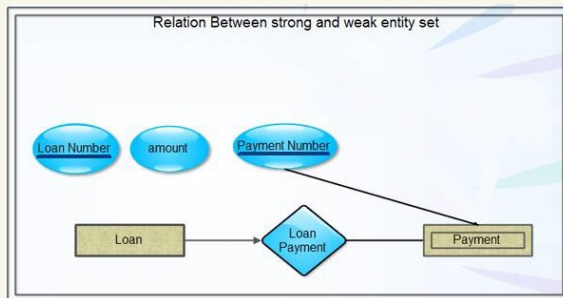 Relation Between strong and weak entity set
Loan Number
amount
Payment Number
Loan
Loan
Payment
Payment